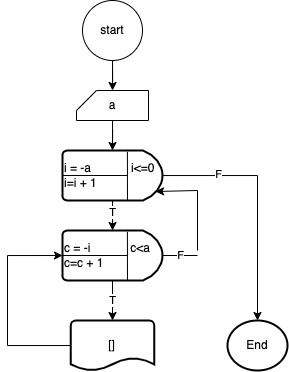 start
a
i = -a
i=i + 1
i<=0
F
T
c = -i
c=c + 1
c<a
F
T
[]
End